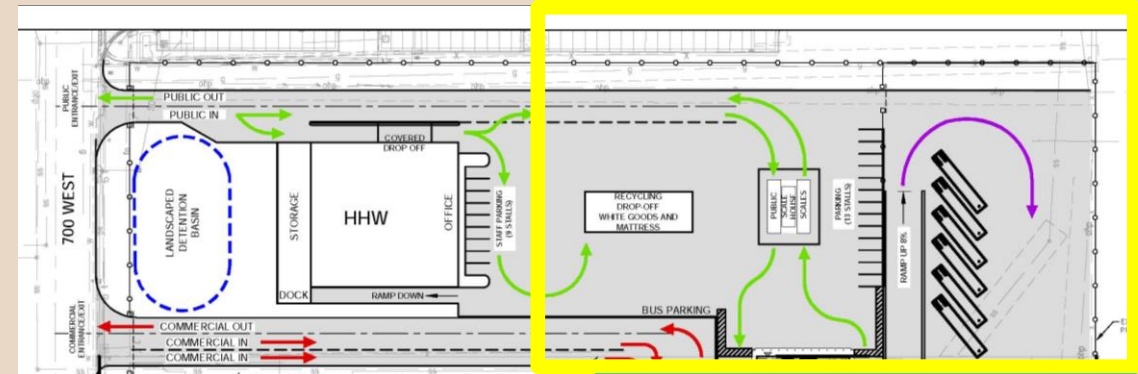 PUBLIC
ENTRANCE/EXIT
PUBLIC OUT
PUBLIC IN
COVERED
DROP OFF
700 WEST
LANDSCAPED
DETENTION
BASIN
STORAGE
HHW
OFFICE
STAFF PARKING
(9 STALLS)
RECYCLING
DROP-OFF
WHITE GOODS AND
MATTRESS
PUBLIC
SCALE
HOUSE
SCALES
PARKING
(13 STALLS)
RAMP UP 8%
DOCK
RAMP DOWN
BUS PARKING
COMMERCIAL
ENTRANCE/EXIT
COMMERCIAL OUT
COMMERCIAL IN
COMMERCIAL IN